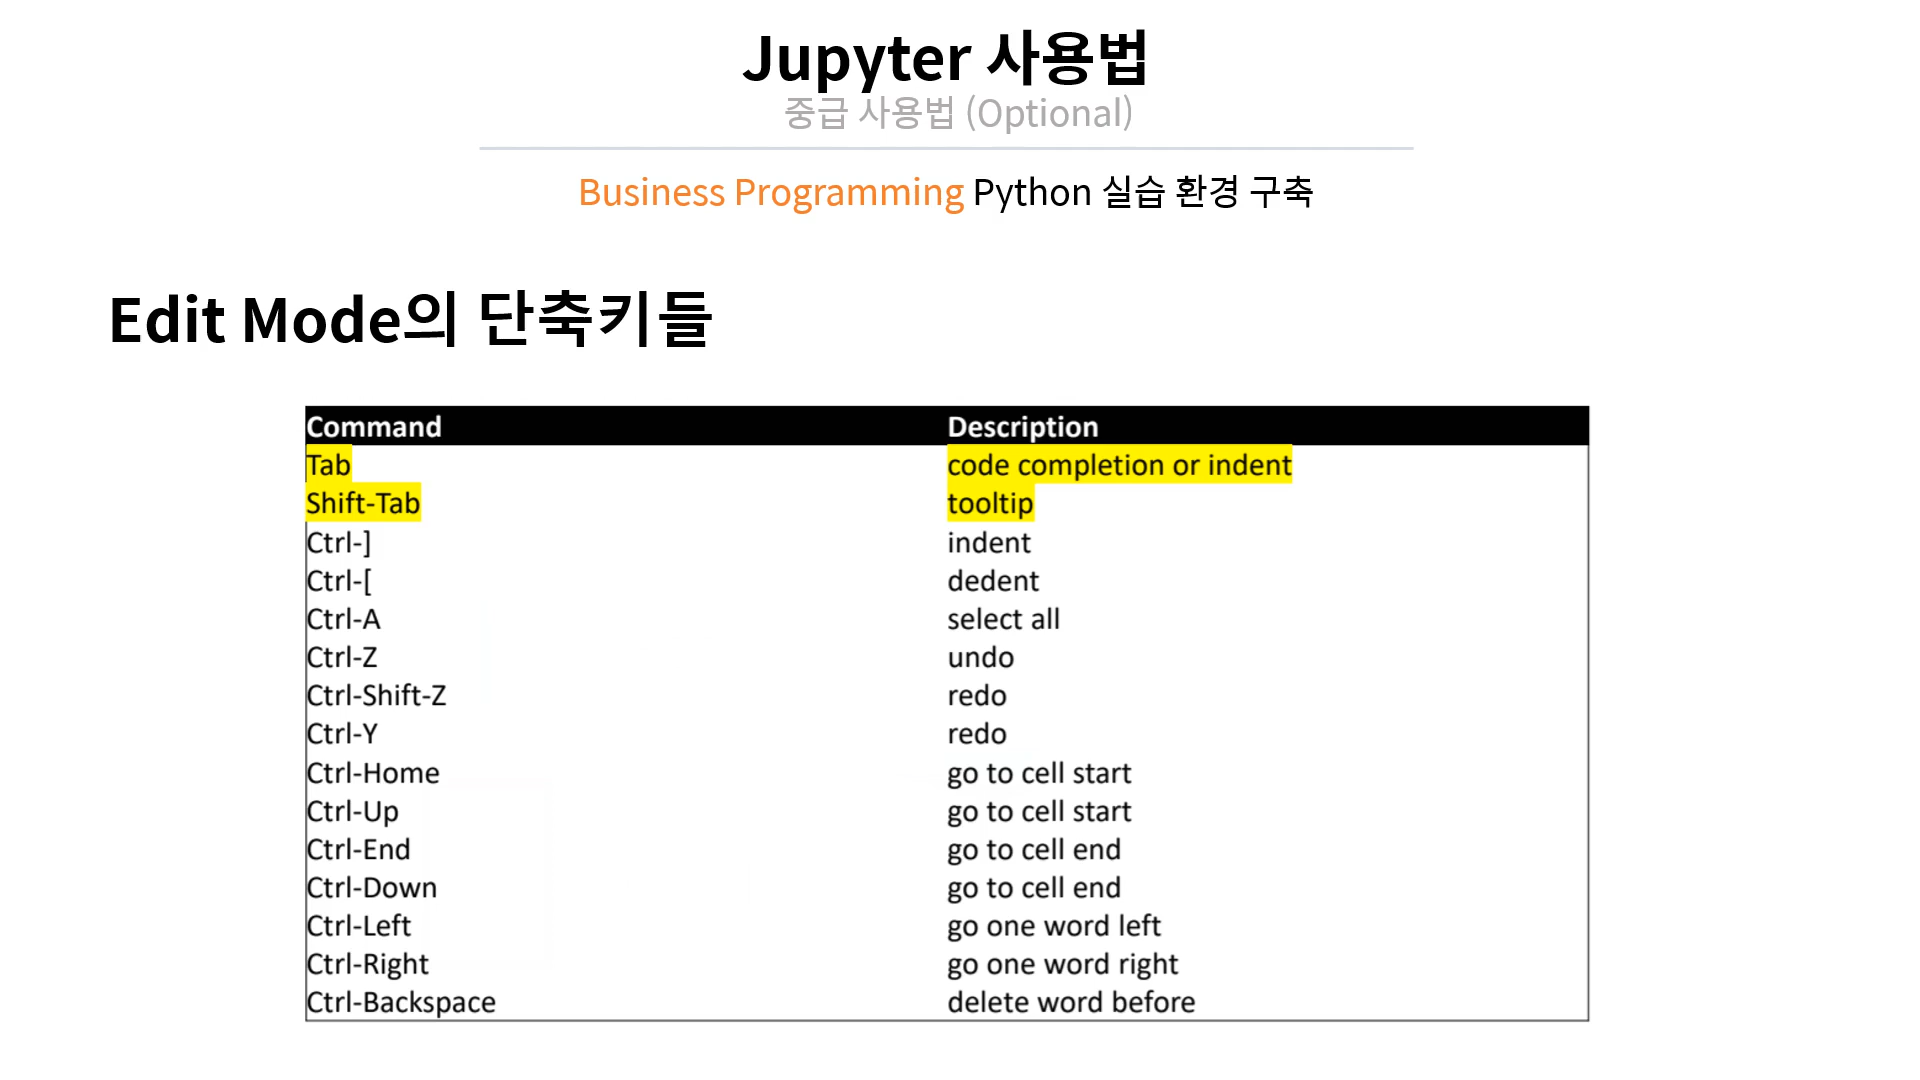 Jupyter 사용법
중급 사용법 (Optional)
Business Programming Python 실습 환경 구축
Edit Mode의 단축키들
Command Description
Tab code completion or indent
Shift-Tab tooltip
Ctrl-] indent
Ctrl-[ dedent
Ctrl-A select all
Ctrl-Z undo
Ctrl-Shift-Z redo
Ctrl-Y redo
Ctrl-Home go to cell start
Ctrl-Up go to cell start
Ctrl-End go to cell end
Ctrl-Down go to cell end
Ctrl-Left go one word left
Ctrl-Right go one word right
Ctrl-Backspace delete word before